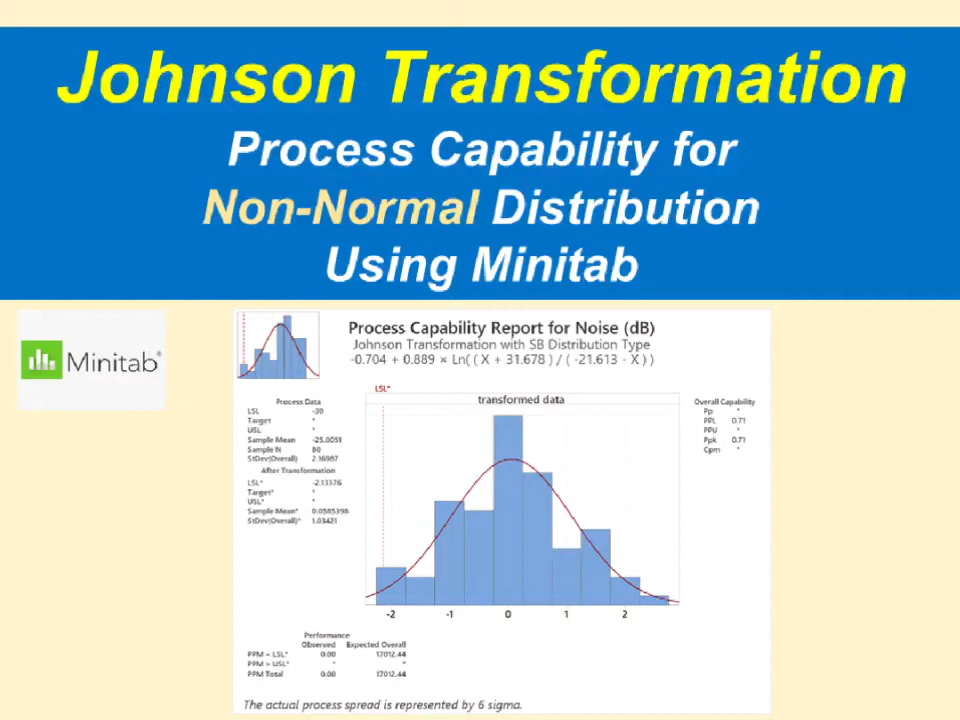 Johnson Transformation
Process Capability for
Non-Normal Distribution
Using Minitab
Minitab®
Process Capability Report for Noise (dB)
Johnson Transformation with SB Distribution Type
-0.704 + 0.889 × Ln( ( X + 31.678 ) / ( -21.613 - X ) )
LSL*
transformed data
Process Data
LSL -30
Target *
USL *
Sample Mean -25.0051
Sample N 60
StDev(Overall) 2.16987
After Transformation
LSL* -2.13376
Target* *
USL* *
Sample Mean* 0.0585398
StDev(Overall)* 1.03421
Overall Capability
Pp *
PPL 0.71
PPU *
Ppk 0.71
Cpm *
-2 -1 0 1 2
Performance
Observed Expected Overall
PPM < LSL* 0.00 17012.44
PPM > USL* * *
PPM Total 0.00 17012.44
The actual process spread is represented by 6 sigma.